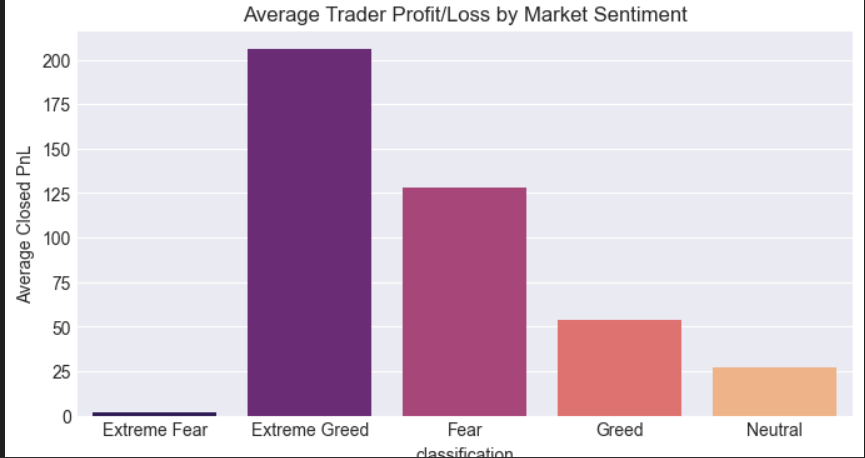 Average Trader Profit/Loss by Market Sentiment
Average Closed PnL
200
175
150
125
100
75
50
25
0
Extreme Fear Extreme Greed Fear Greed Neutral
classification